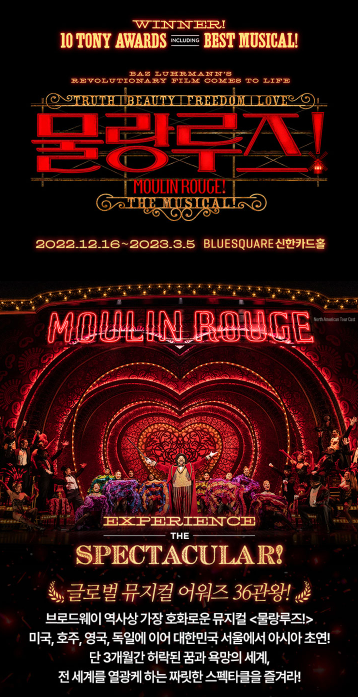 WINNER!
10 TONY AWARDS INCLUDING BEST MUSICAL!
BAZ LUHRMANN'S
REVOLUTIONARY FILM COMES TO LIFE
TRUTH | BEAUTY | FREEDOM | LOVE
물랑루즈!
MOULIN ROUGE!
THE MUSICAL!
2022.12.16~2023.3.5 BLUESQUARE 신한카드홀
MOULIN ROUGE
North American Tour Cast
EXPERIENCE
THE
SPECTACULAR!
글로벌 뮤지컬 어워즈 36관왕!
브로드웨이 역사상 가장 호화로운 뮤지컬 <물랑루즈!>
미국, 호주, 영국, 독일에 이어 대한민국 서울에서 아시아 초연!
단 3개월간 허락된 꿈과 욕망의 세계,
전 세계를 열광케 하는 짜릿한 스펙타클을 즐겨라!